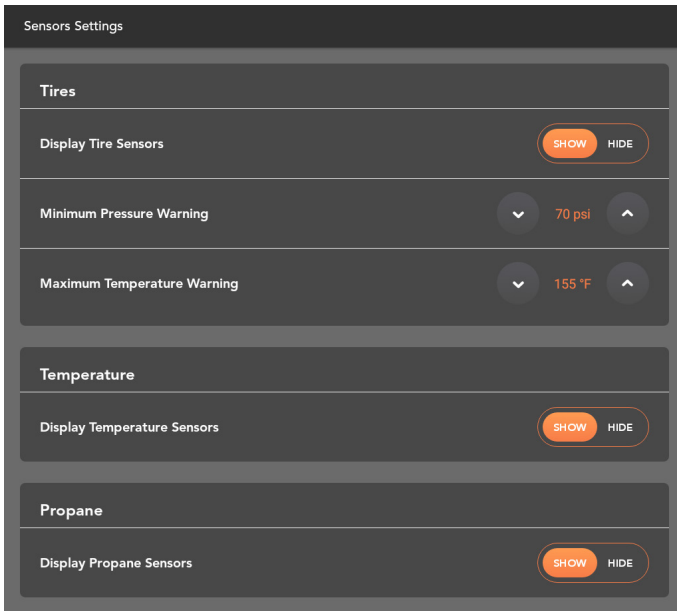 Sensors Settings
Tires
Display Tire Sensors SHOW HIDE
Minimum Pressure Warning 70 psi
Maximum Temperature Warning 155 °F
Temperature
Display Temperature Sensors SHOW HIDE
Propane
Display Propane Sensors SHOW HIDE